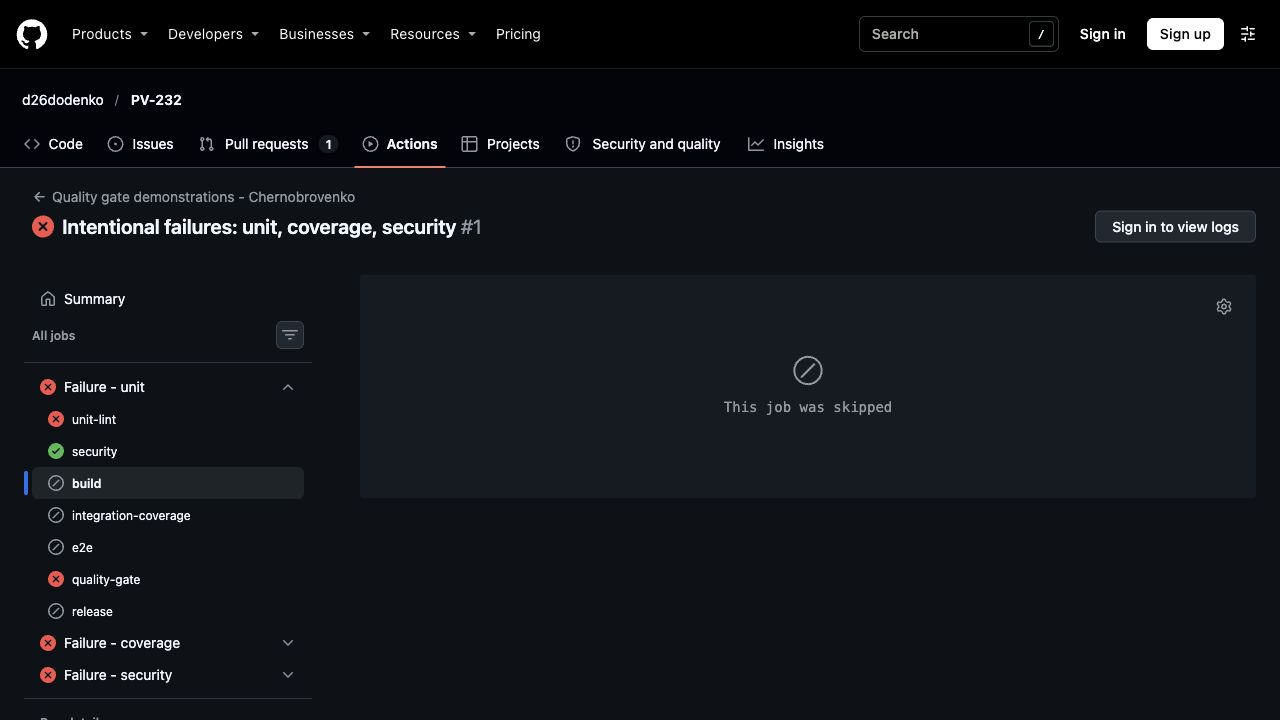 Products Developers Businesses Resources Pricing Search / Sign in Sign up
d26dodenko / PV-232
Code Issues Pull requests 1 Actions Projects Security and quality Insights
Quality gate demonstrations - Chernobrovenko
Intentional failures: unit, coverage, security #1
Sign in to view logs
Summary
All jobs
Failure - unit
unit-lint
security
build
integration-coverage
e2e
quality-gate
release
Failure - coverage
Failure - security
This job was skipped